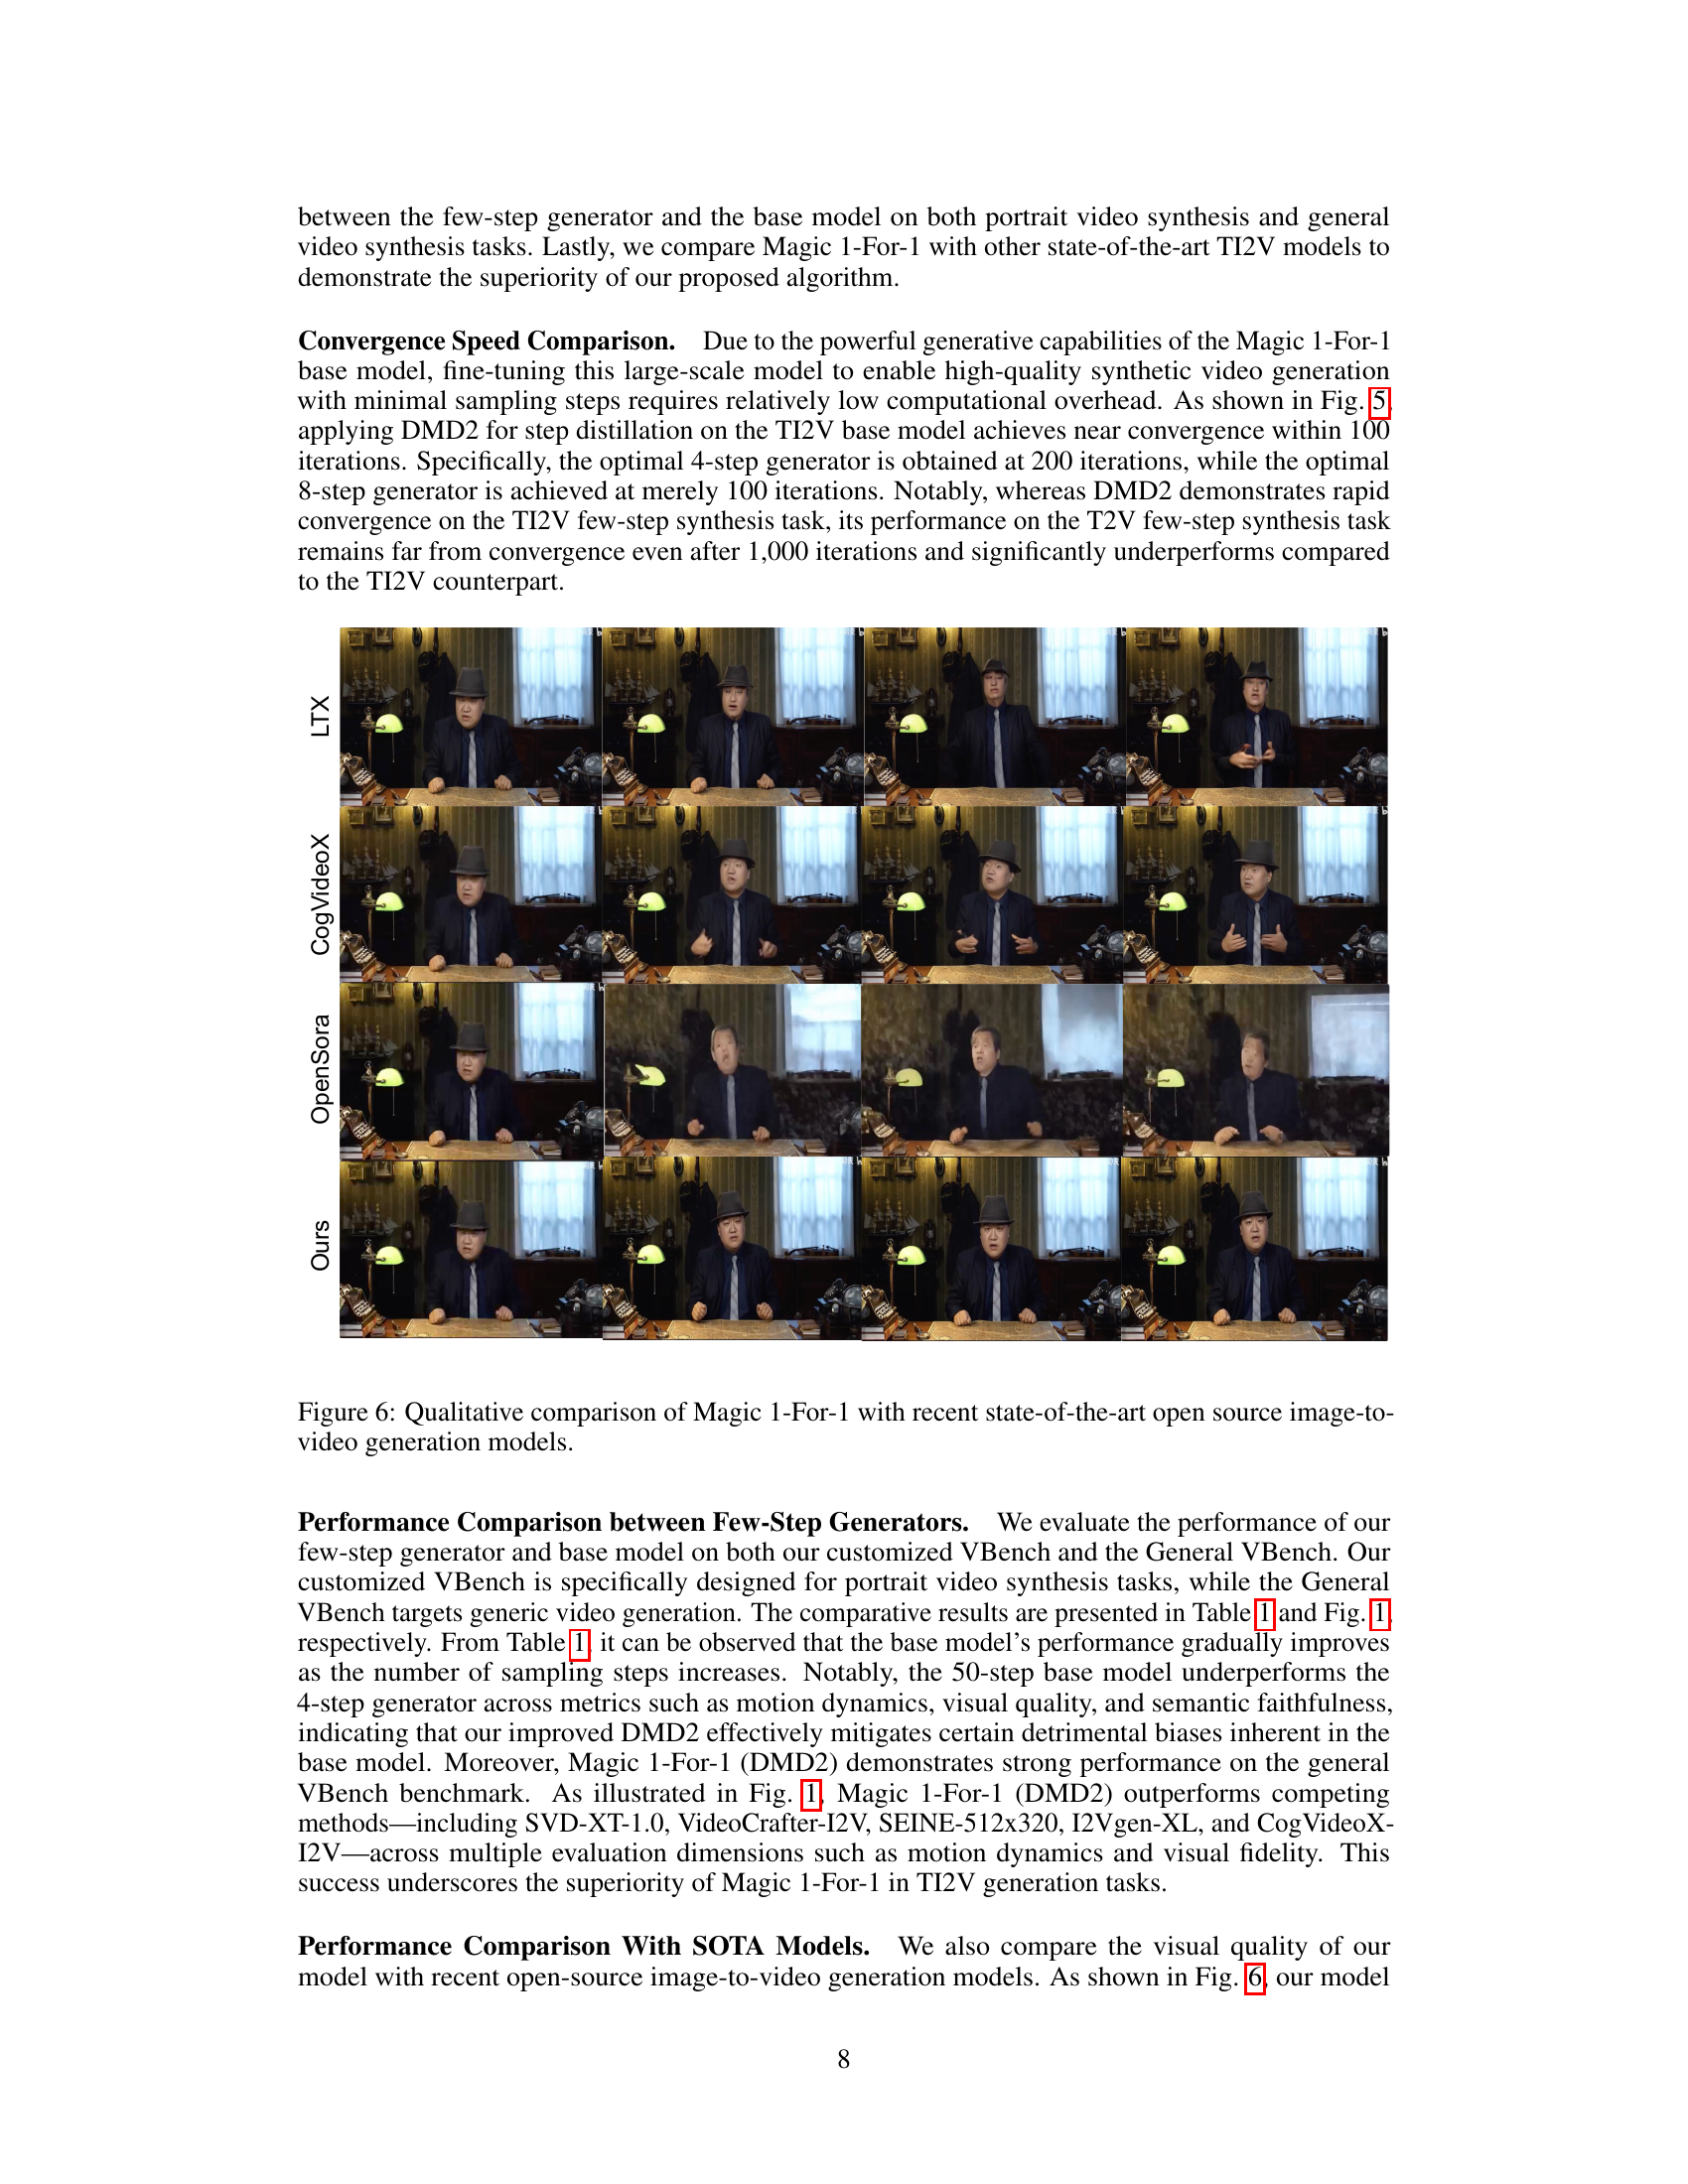 between the few-step generator and the base model on both portrait video synthesis and general
video synthesis tasks. Lastly, we compare Magic 1-For-1 with other state-of-the-art TI2V models to
demonstrate the superiority of our proposed algorithm.
Convergence Speed Comparison. Due to the powerful generative capabilities of the Magic 1-For-1
base model, fine-tuning this large-scale model to enable high-quality synthetic video generation
with minimal sampling steps requires relatively low computational overhead. As shown in Fig. 5,
applying DMD2 for step distillation on the TI2V base model achieves near convergence within 100
iterations. Specifically, the optimal 4-step generator is obtained at 200 iterations, while the optimal
8-step generator is achieved at merely 100 iterations. Notably, whereas DMD2 demonstrates rapid
convergence on the TI2V few-step synthesis task, its performance on the T2V few-step synthesis task
remains far from convergence even after 1,000 iterations and significantly underperforms compared
to the TI2V counterpart.
LTX
CogVideoX
OpenSora
Ours
Figure 6: Qualitative comparison of Magic 1-For-1 with recent state-of-the-art open source image-to-
video generation models.
Performance Comparison between Few-Step Generators. We evaluate the performance of our
few-step generator and base model on both our customized VBench and the General VBench. Our
customized VBench is specifically designed for portrait video synthesis tasks, while the General
VBench targets generic video generation. The comparative results are presented in Table 1 and Fig. 1,
respectively. From Table 1, it can be observed that the base model's performance gradually improves
as the number of sampling steps increases. Notably, the 50-step base model underperforms the
4-step generator across metrics such as motion dynamics, visual quality, and semantic faithfulness,
indicating that our improved DMD2 effectively mitigates certain detrimental biases inherent in the
base model. Moreover, Magic 1-For-1 (DMD2) demonstrates strong performance on the general
VBench benchmark. As illustrated in Fig. 1, Magic 1-For-1 (DMD2) outperforms competing
methods—including SVD-XT-1.0, VideoCrafter-I2V, SEINE-512x320, I2Vgen-XL, and CogVideoX-
I2V—across multiple evaluation dimensions such as motion dynamics and visual fidelity. This
success underscores the superiority of Magic 1-For-1 in TI2V generation tasks.
Performance Comparison With SOTA Models. We also compare the visual quality of our
model with recent open-source image-to-video generation models. As shown in Fig. 6, our model
8